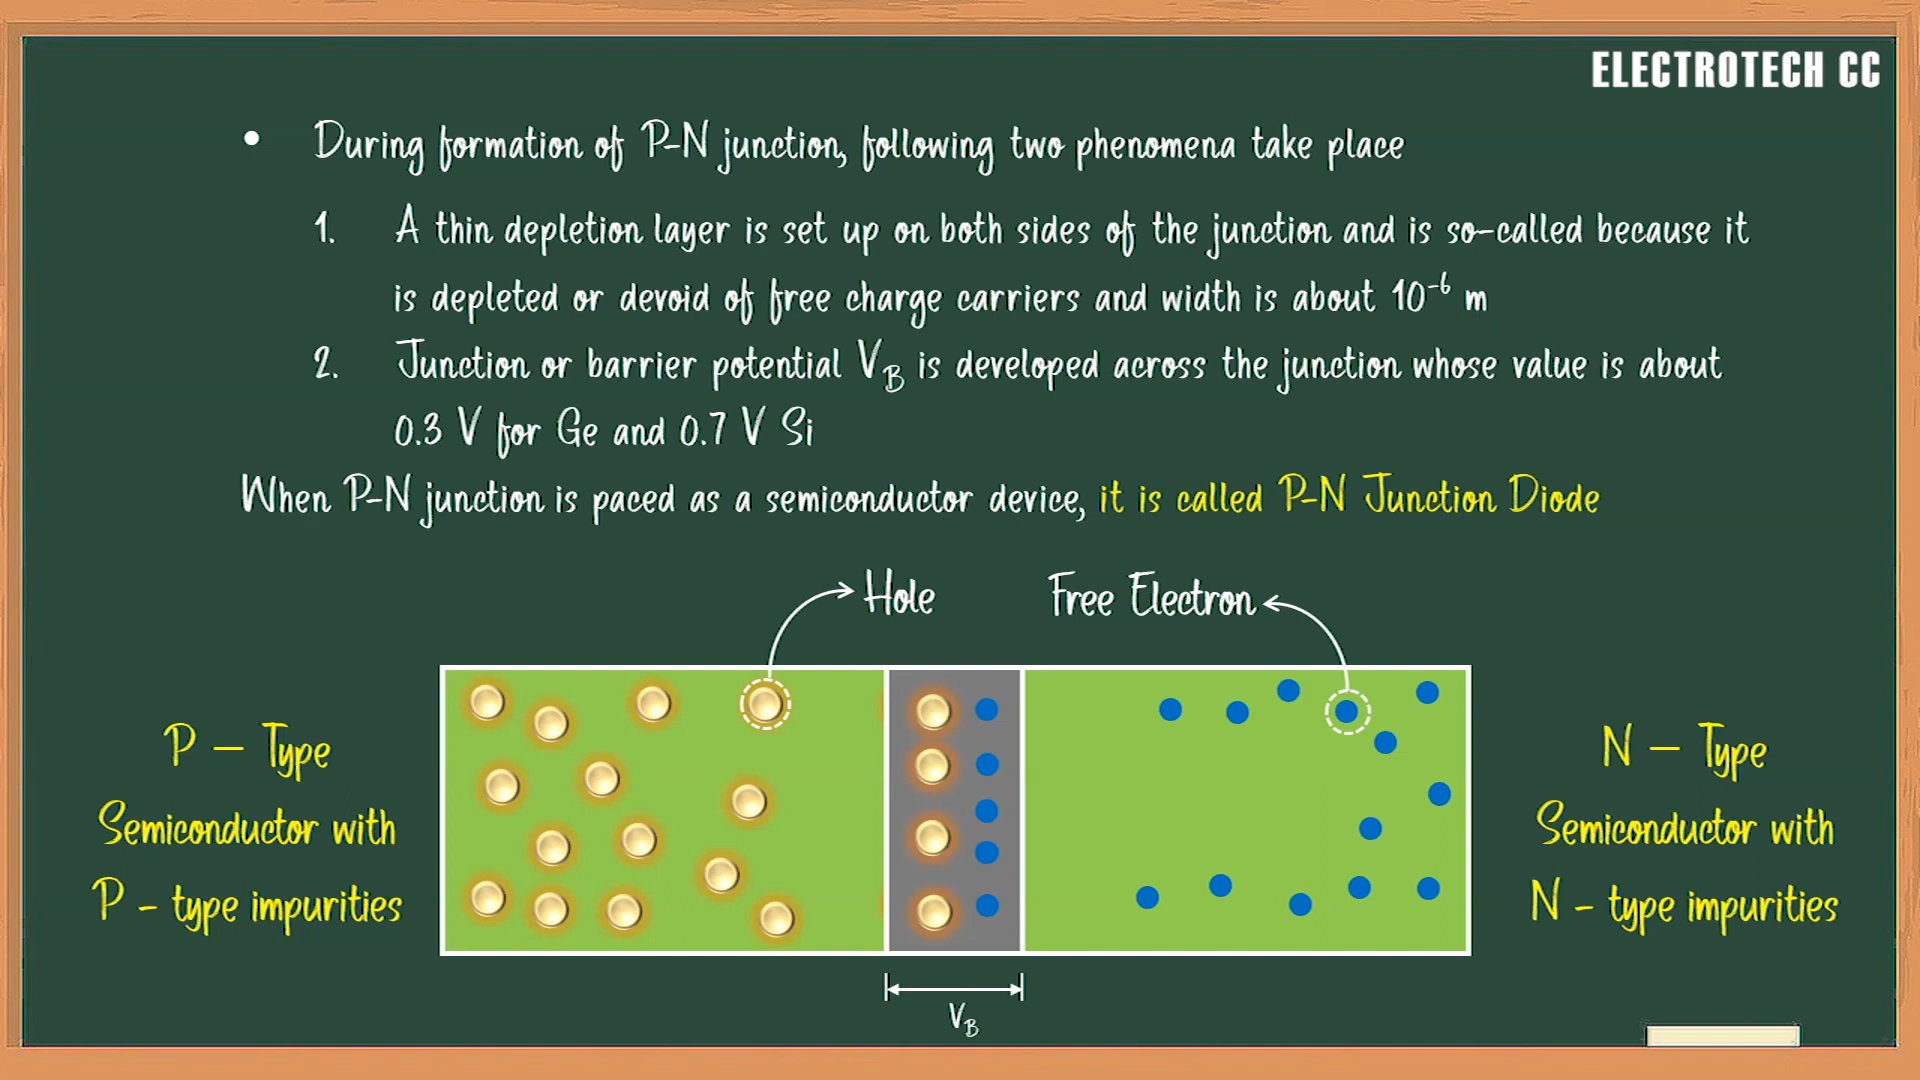 ELECTROTECH CC
• During formation of P-N junction, following two phenomena take place
1. A thin depletion layer is set up on both sides of the junction and is so-called because it
is depleted or devoid of free charge carriers and width is about 10⁻⁶ m
2. Junction or barrier potential V_B is developed across the junction whose value is about
0.3 V for Ge and 0.7 V Si
When P-N junction is paced as a semiconductor device, it is called P-N Junction Diode
Hole
Free Electron
P – Type
Semiconductor with
P - type impurities
N – Type
Semiconductor with
N - type impurities
V_B